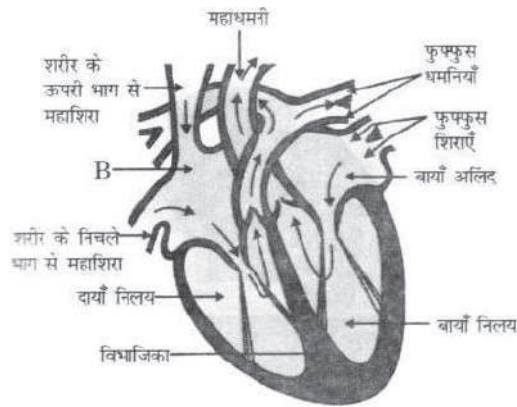 महाधमनी
शरीर के
ऊपरी भाग से
महाशिरा
फुफ्फुस
धमनियाँ
फुफ्फुस
शिराएँ
B
बायाँ अलिंद
शरीर के निचले
भाग से महाशिरा
दायाँ निलय
बायाँ निलय
विभाजिका